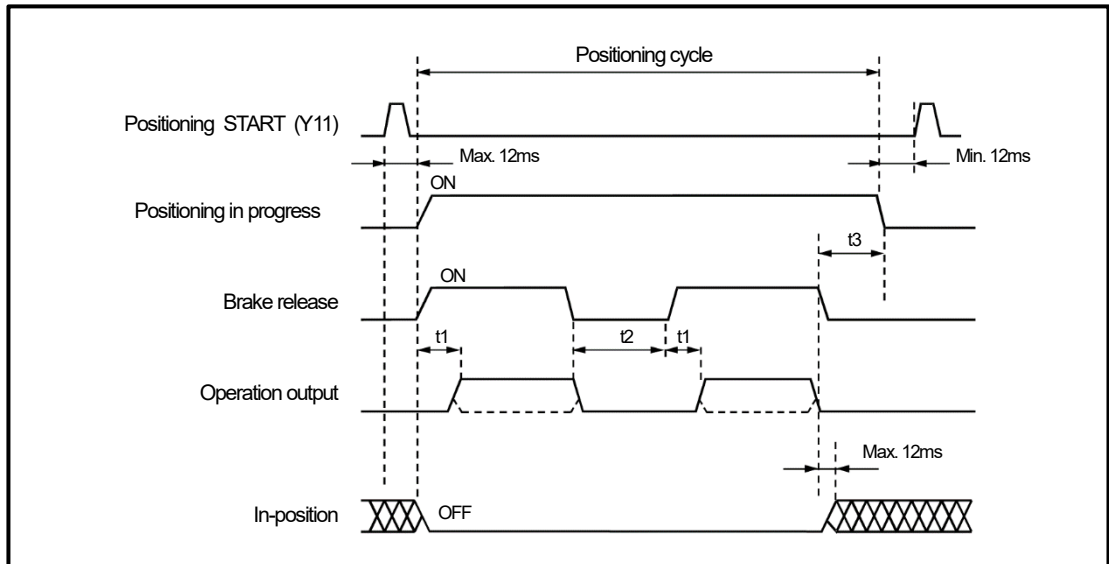 Positioning cycle
Positioning START (Y11)
Max. 12ms
Min. 12ms
ON
Positioning in progress
t3
ON
Brake release
t1
t2
t1
Operation output
Max. 12ms
In-position
OFF